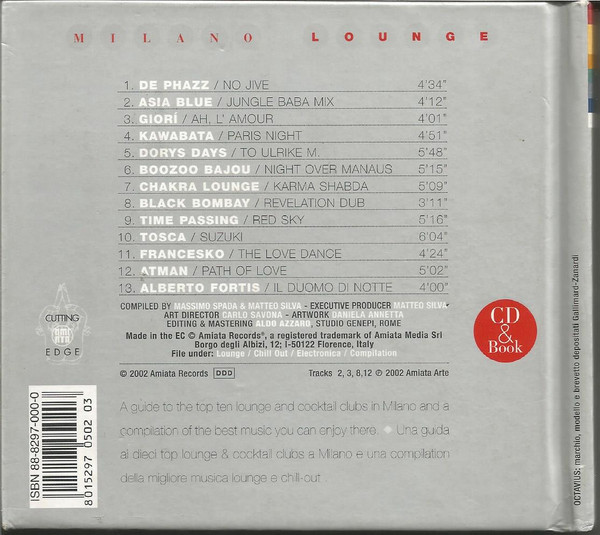 MILANO LOUNGE
1. DE PHAZZ / NO JIVE 4'34"
2. ASIA BLUE / JUNGLE BABA MIX 4'12"
3. GIORÍ / AH, L' AMOUR 4'01"
4. KAWABATA / PARIS NIGHT 4'51"
5. DORYS DAYS / TO ULRIKE M. 5'48"
6. BOOZOO BAJOU / NIGHT OVER MANAUS 5'15"
7. CHAKRA LOUNGE / KARMA SHABDA 5'09"
8. BLACK BOMBAY / REVELATION DUB 3'11"
9. TIME PASSING / RED SKY 5'16"
10. TOSCA / SUZUKI 6'04"
11. FRANCESKO / THE LOVE DANCE 4'24"
12. ATMAN / PATH OF LOVE 5'02"
13. ALBERTO FORTIS / IL DUOMO DI NOTTE 4'00"
COMPILED BY MASSIMO SPADA & MATTEO SILVA - EXECUTIVE PRODUCER MATTEO SILVA
ART DIRECTOR CARLO SAVONA - ARTWORK DANIELA ANNETTA
EDITING & MASTERING ALDO AZZARO, STUDIO GENEPI, ROME
Made in the EC © Amiata Records®, a registered trademark of Amiata Media Srl
Borgo degli Albizi, 12; I-50122 Florence, Italy
File under: Lounge / Chill Out / Electronica / Compilation
© 2002 Amiata Records DDD Tracks 2, 3, 8,12 ℗ 2002 Amiata Arte
A guide to the top ten lounge and cocktail clubs in Milano and a
compilation of the best music you can enjoy there. • Una guida
ai dieci top lounge & cocktail clubs a Milano e una compilation
della migliore musica lounge e chill-out
CUTTING
EDGE
CD
&
Book
ISBN 88-8297-000-0
8015297 0502 03
OCTAVIUS: marchio, modello e brevetto depositati Gallimard-Zanardi